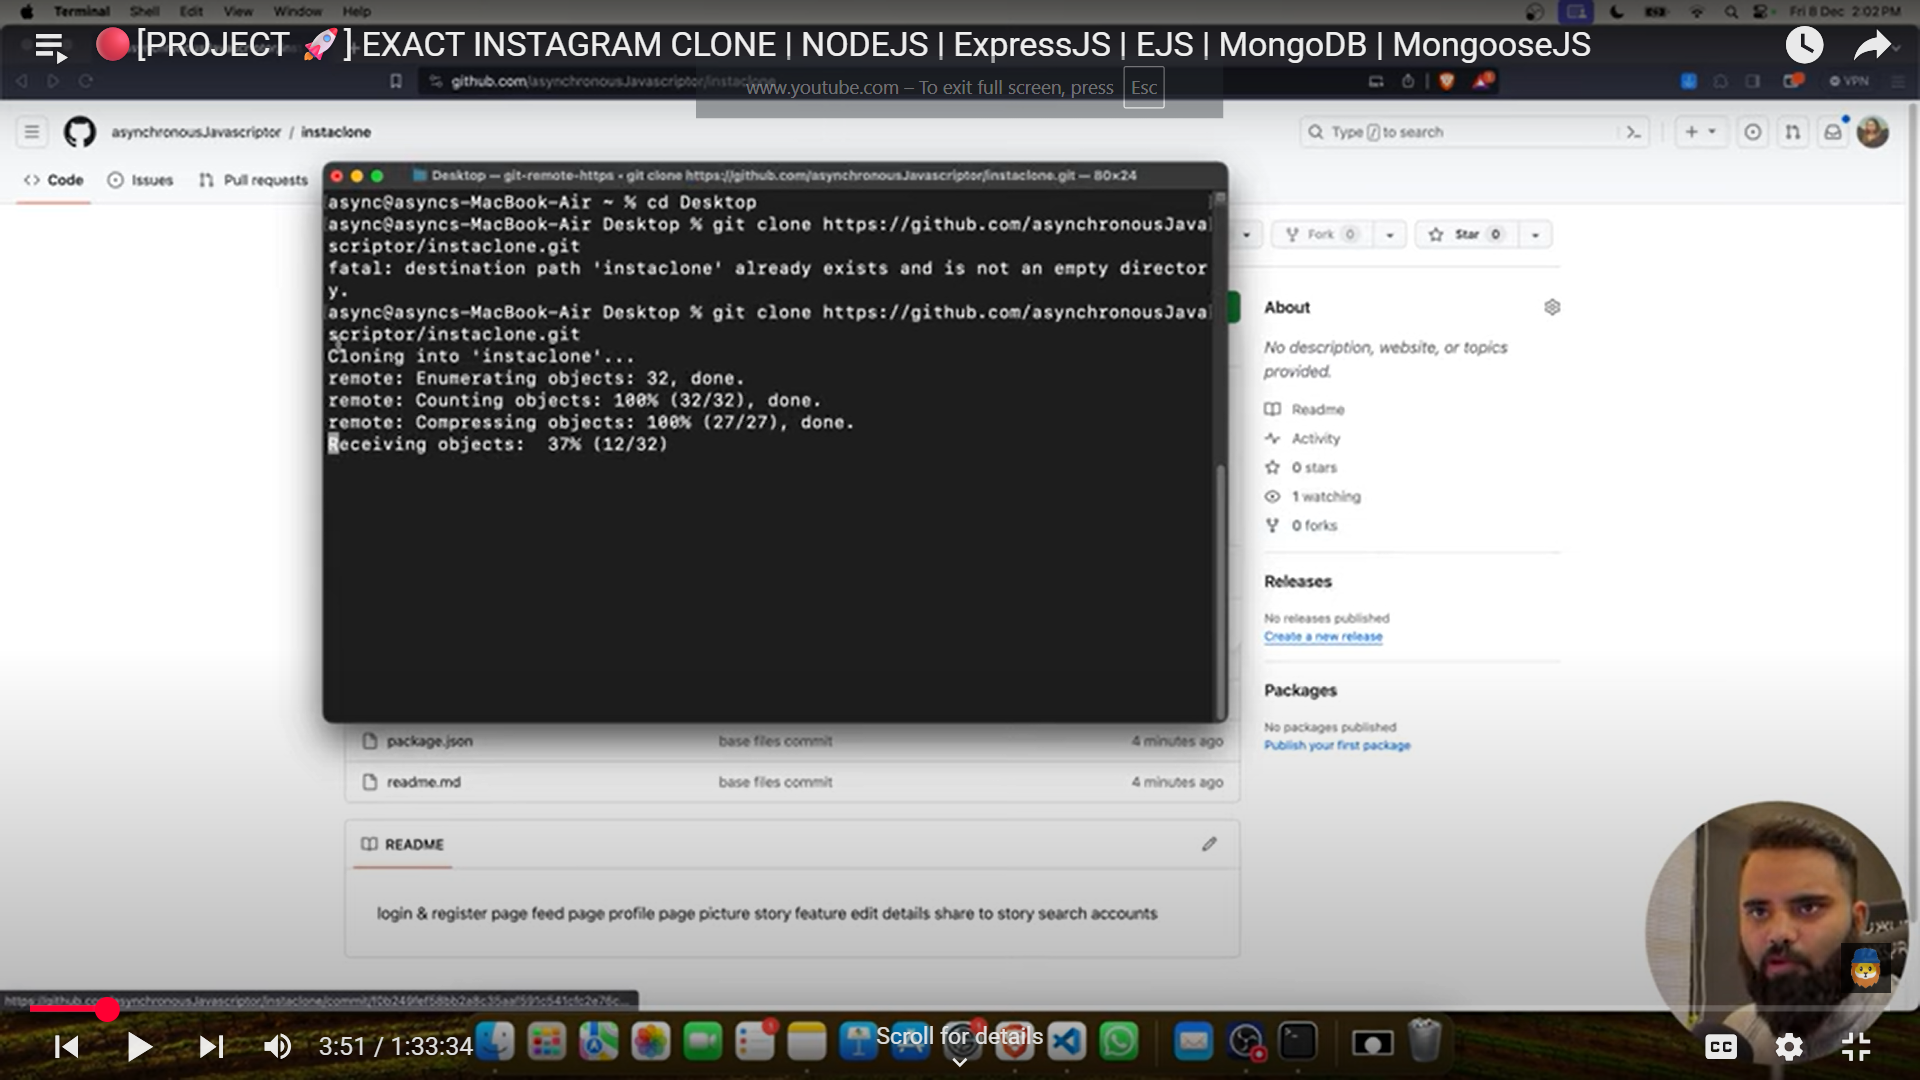 Terminal Shell Edit View Window Help
Fri 8 Dec 2:02 PM
[PROJECT 🚀] EXACT INSTAGRAM CLONE | NODEJS | ExpressJS | EJS | MongoDB | MongooseJS
github.com/asynchronousJavascriptor/instaclone
VPN
www.youtube.com – To exit full screen, press Esc
asynchronousJavascriptor / instaclone
Type / to search
Code Issues Pull requests
Desktop — git-remote-https ◂ git clone https://github.com/asynchronousJavascriptor/instaclone.git — 80×24
async@asyncs-MacBook-Air ~ % cd Desktop
async@asyncs-MacBook-Air Desktop % git clone https://github.com/asynchronousJava
scriptor/instaclone.git
fatal: destination path 'instaclone' already exists and is not an empty director
y.
async@asyncs-MacBook-Air Desktop % git clone https://github.com/asynchronousJava
scriptor/instaclone.git
Cloning into 'instaclone'...
remote: Enumerating objects: 32, done.
remote: Counting objects: 100% (32/32), done.
remote: Compressing objects: 100% (27/27), done.
Receiving objects:  37% (12/32)
Fork 0
Star 0
About
No description, website, or topics
provided.
Readme
Activity
0 stars
1 watching
0 forks
Releases
No releases published
Create a new release
Packages
No packages published
Publish your first package
package.json base files commit 4 minutes ago
readme.md base files commit 4 minutes ago
README
login & register page feed page profile page picture story feature edit details share to story search accounts
3:51 / 1:33:34
Scroll for details
CC